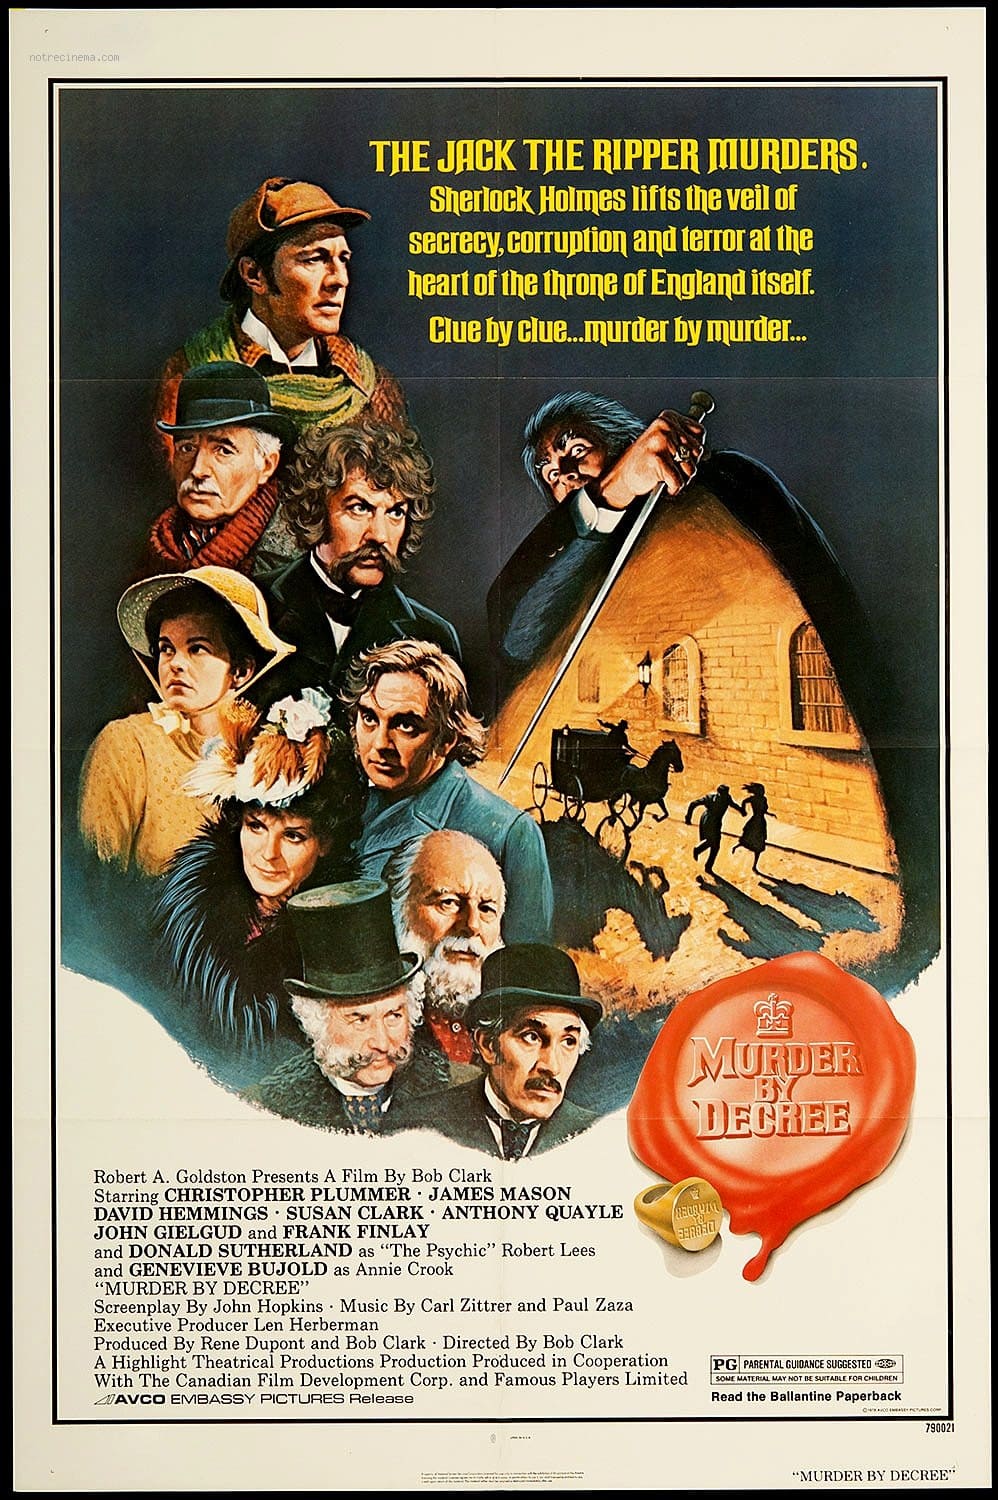 notrecinema.com
THE JACK THE RIPPER MURDERS.
Sherlock Holmes lifts the veil of
secrecy, corruption and terror at the
heart of the throne of England itself.
Clue by clue...murder by murder...
MURDER
BY
DECREE
MURDER
BY
DECREE
Robert A. Goldston Presents A Film By Bob Clark
Starring CHRISTOPHER PLUMMER · JAMES MASON
DAVID HEMMINGS · SUSAN CLARK · ANTHONY QUAYLE
JOHN GIELGUD and FRANK FINLAY
and DONALD SUTHERLAND as "The Psychic" Robert Lees
and GENEVIEVE BUJOLD as Annie Crook
"MURDER BY DECREE"
Screenplay By John Hopkins · Music By Carl Zittrer and Paul Zaza
Executive Producer Len Herberman
Produced By Rene Dupont and Bob Clark · Directed By Bob Clark
A Highlight Theatrical Productions Production Produced in Cooperation
With The Canadian Film Development Corp. and Famous Players Limited
AVCO EMBASSY PICTURES Release
PG PARENTAL GUIDANCE SUGGESTED
SOME MATERIAL MAY NOT BE SUITABLE FOR CHILDREN
Read the Ballantine Paperback
790021
"MURDER BY DECREE"